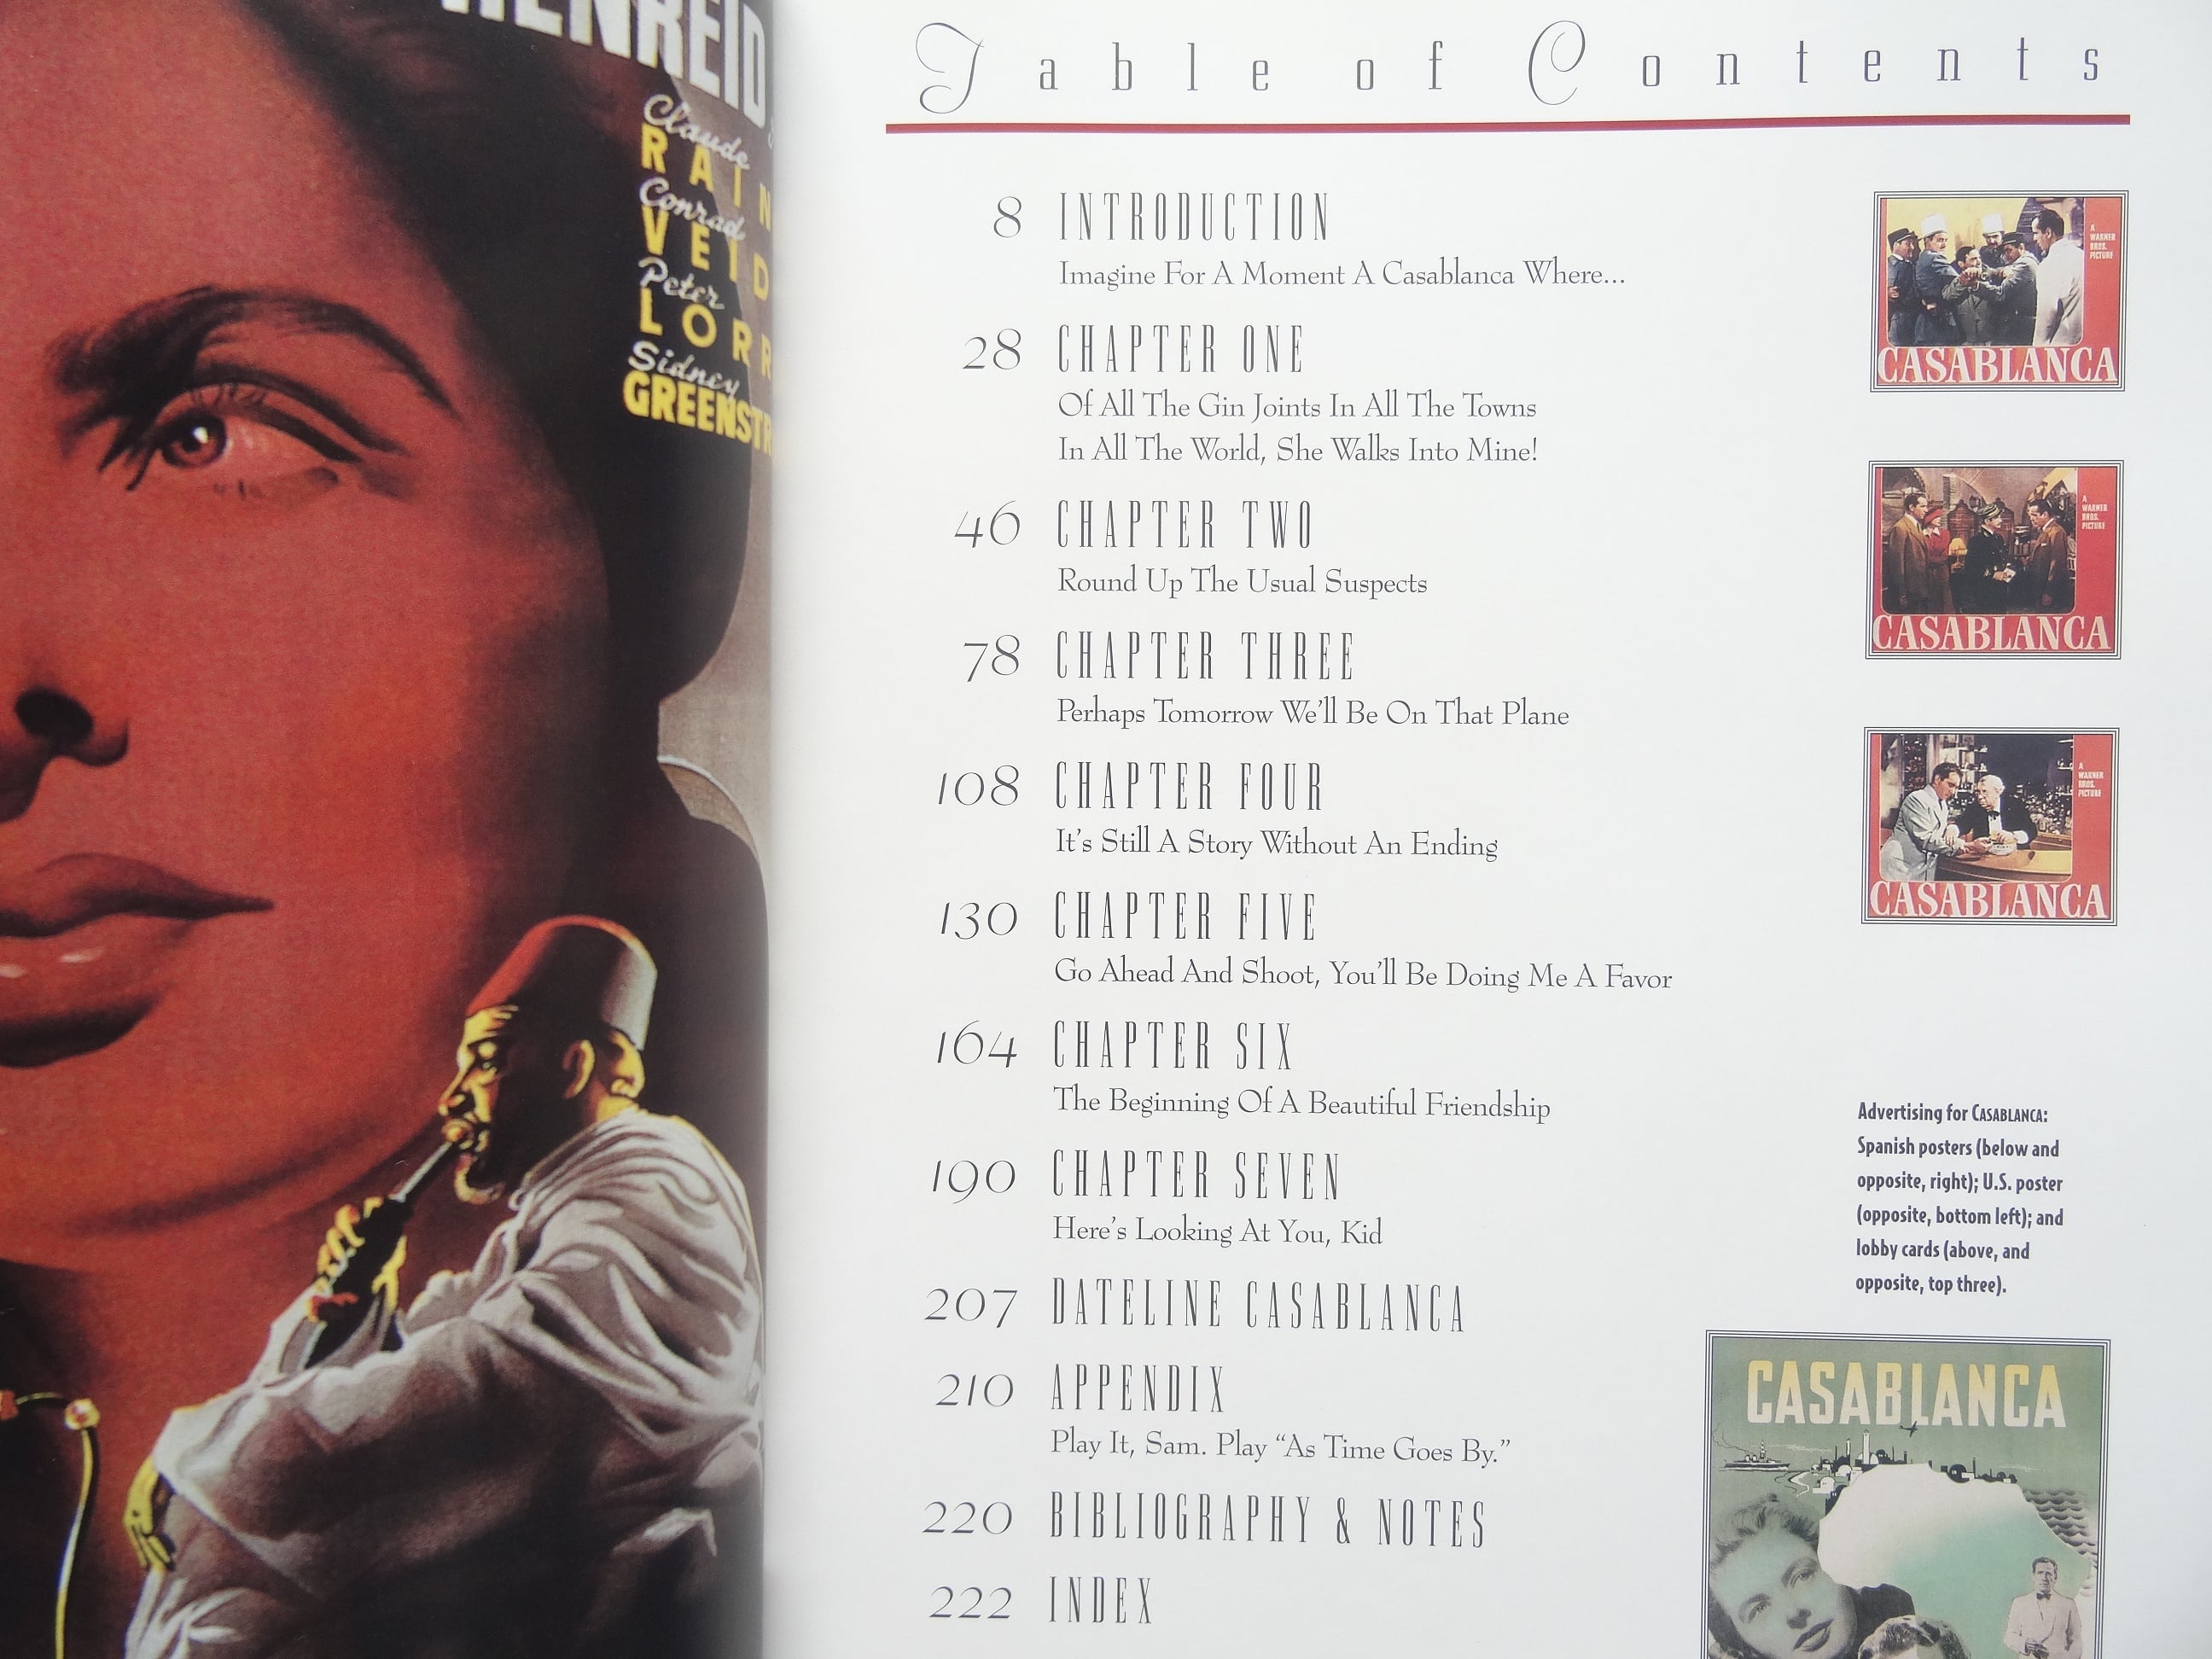 Claude
Conrad
Peter
Sidney
Table of Contents
8 INTRODUCTION
Imagine For A Moment A Casablanca Where...
28 CHAPTER ONE
Of All The Gin Joints In All The Towns
In All The World, She Walks Into Mine!
46 CHAPTER TWO
Round Up The Usual Suspects
78 CHAPTER THREE
Perhaps Tomorrow We'll Be On That Plane
108 CHAPTER FOUR
It's Still A Story Without An Ending
130 CHAPTER FIVE
Go Ahead And Shoot, You'll Be Doing Me A Favor
164 CHAPTER SIX
The Beginning Of A Beautiful Friendship
190 CHAPTER SEVEN
Here's Looking At You, Kid
207 DATELINE CASABLANCA
210 APPENDIX
Play It, Sam. Play “As Time Goes By.”
220 BIBLIOGRAPHY & NOTES
222 INDEX
A
WARNER
BROS.
PICTURE
CASABLANCA
A
WARNER
BROS.
PICTURE
CASABLANCA
A
WARNER
BROS.
PICTURE
CASABLANCA
Advertising for CASABLANCA:
Spanish posters (below and
opposite, right); U.S. poster
(opposite, bottom left); and
lobby cards (above, and
opposite, top three).
CASABLANCA